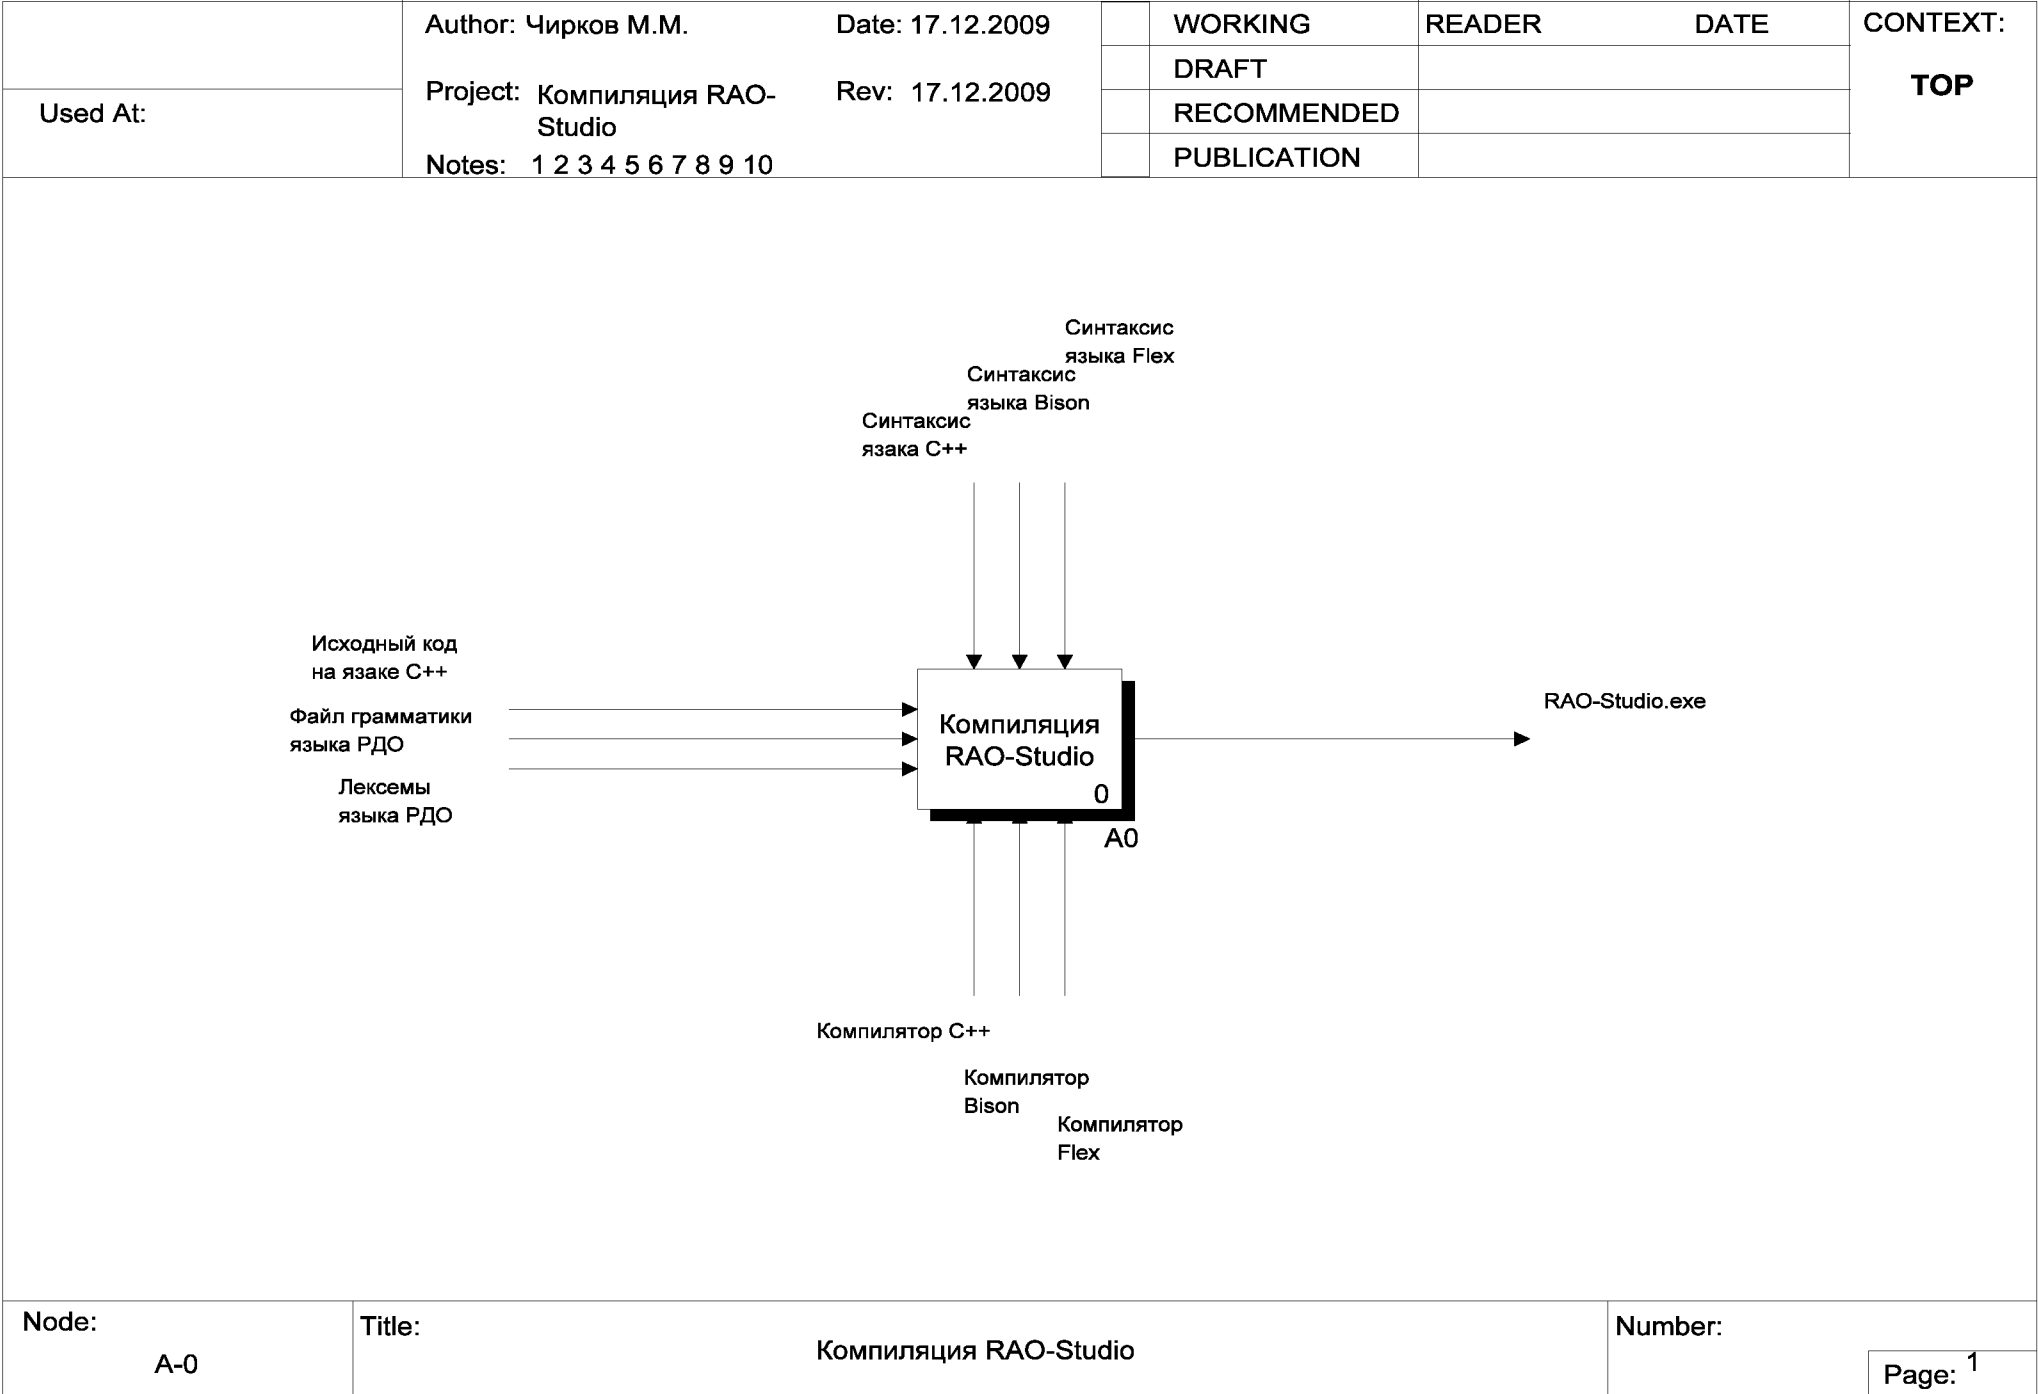 Used At:
Author: Чирков М.М.
Date: 17.12.2009
Project: Компиляция RAO-
Studio
Rev: 17.12.2009
Notes: 1 2 3 4 5 6 7 8 9 10
WORKING
READER DATE
DRAFT
RECOMMENDED
PUBLICATION
CONTEXT:
TOP
Синтаксис
языка Flex
Синтаксис
языка Bison
Синтаксис
язака C++
Исходный код
на язаке C++
Файл грамматики
языка РДО
Лексемы
языка РДО
Компиляция
RAO-Studio
0
A0
RAO-Studio.exe
Компилятор C++
Компилятор
Bison
Компилятор
Flex
Node:
A-0
Title:
Компиляция RAO-Studio
Number:
Page: 1